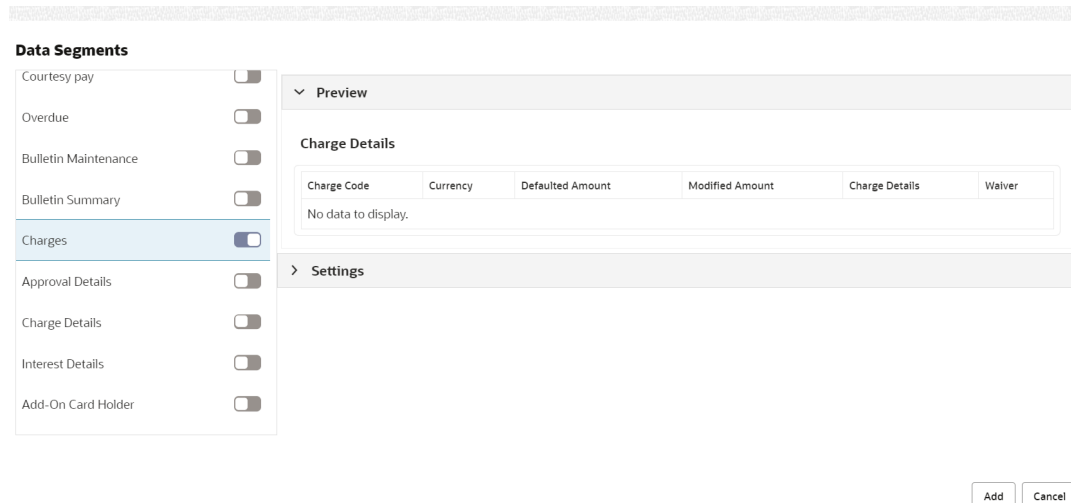 Data Segments
Courtesy pay
Overdue
Bulletin Maintenance
Bulletin Summary
Charges
Approval Details
Charge Details
Interest Details
Add-On Card Holder
Preview
Charge Details
Charge Code Currency Defaulted Amount Modified Amount Charge Details Waiver
No data to display.
Settings
Add Cancel